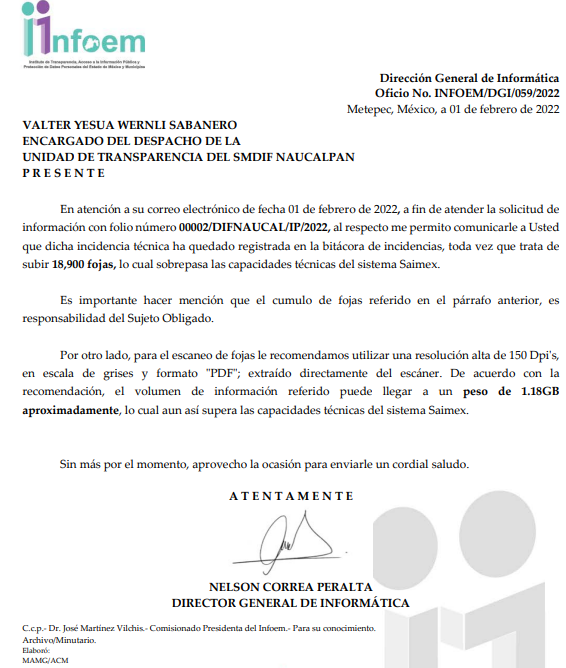 infoem
Instituto de Transparencia, Acceso a la Información Pública y
Protección de Datos Personales del Estado de México y Municipios
Dirección General de Informática
Oficio No. INFOEM/DGI/059/2022
Metepec, México, a 01 de febrero de 2022
VALTER YESUA WERNLI SABANERO
ENCARGADO DEL DESPACHO DE LA
UNIDAD DE TRANSPARENCIA DEL SMDIF NAUCALPAN
P R E S E N T E
En atención a su correo electrónico de fecha 01 de febrero de 2022, a fin de atender la solicitud de
información con folio número 00002/DIFNAUCAL/IP/2022, al respecto me permito comunicarle a Usted
que dicha incidencia técnica ha quedado registrada en la bitácora de incidencias, toda vez que trata de
subir 18,900 fojas, lo cual sobrepasa las capacidades técnicas del sistema Saimex.
Es importante hacer mención que el cumulo de fojas referido en el párrafo anterior, es
responsabilidad del Sujeto Obligado.
Por otro lado, para el escaneo de fojas le recomendamos utilizar una resolución alta de 150 Dpi's,
en escala de grises y formato "PDF"; extraído directamente del escáner. De acuerdo con la
recomendación, el volumen de información referido puede llegar a un peso de 1.18GB
aproximadamente, lo cual aun así supera las capacidades técnicas del sistema Saimex.
Sin más por el momento, aprovecho la ocasión para enviarle un cordial saludo.
A T E N T A M E N T E
NELSON CORREA PERALTA
DIRECTOR GENERAL DE INFORMÁTICA
C.c.p.- Dr. José Martínez Vilchis.- Comisionado Presidenta del Infoem.- Para su conocimiento.
Archivo/Minutario.
Elaboró:
MAMG/ACM